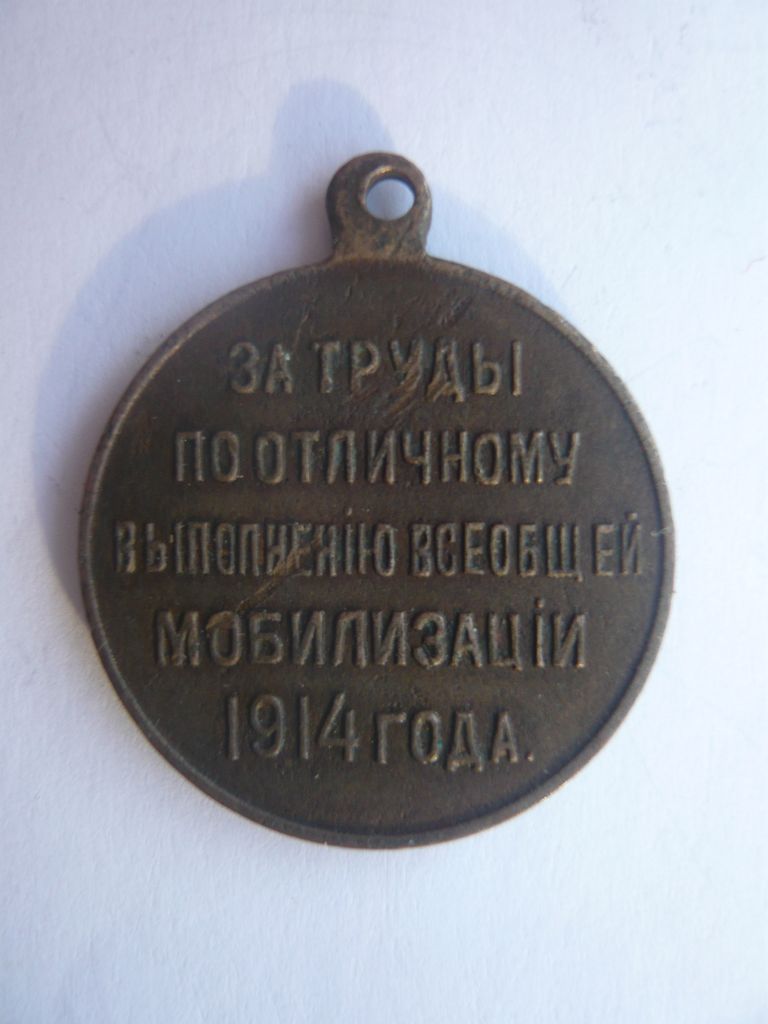 ЗА ТРУДЫ
ПО ОТЛИЧНОМУ
ВЫПОЛНЕНІЮ ВСЕОБЩЕЙ
МОБИЛИЗАЦІИ
1914 ГОДА.